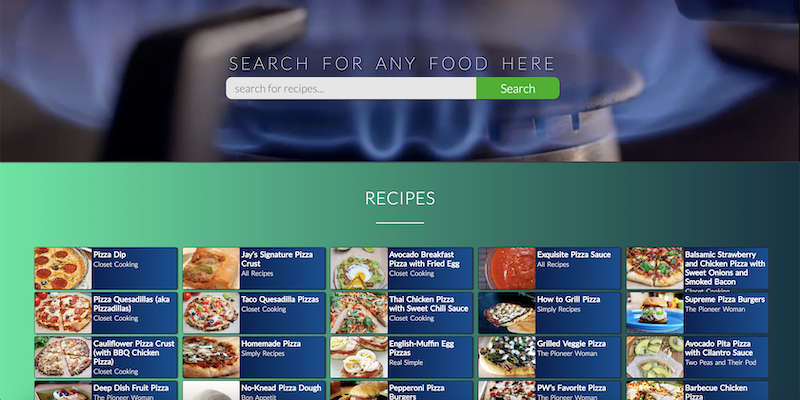 SEARCH FOR ANY FOOD HERE
search for recipes...
Search
RECIPES
Pizza Dip
Closet Cooking
Jay's Signature Pizza
Crust
All Recipes
Avocado Breakfast
Pizza with Fried Egg
Closet Cooking
Exquisite Pizza Sauce
All Recipes
Balsamic Strawberry
and Chicken Pizza with
Sweet Onions and
Smoked Bacon
Closet Cooking
Pizza Quesadillas (aka
Pizzadillas)
Closet Cooking
Taco Quesadilla Pizzas
Closet Cooking
Thai Chicken Pizza
with Sweet Chili Sauce
Closet Cooking
How to Grill Pizza
Simply Recipes
Supreme Pizza Burgers
The Pioneer Woman
Cauliflower Pizza Crust
(with BBQ Chicken
Pizza)
Closet Cooking
Homemade Pizza
Simply Recipes
English-Muffin Egg
Pizzas
Real Simple
Grilled Veggie Pizza
The Pioneer Woman
Avocado Pita Pizza
with Cilantro Sauce
Two Peas and Their Pod
Deep Dish Fruit Pizza
The Pioneer Woman
No-Knead Pizza Dough
Bon Appetit
Pepperoni Pizza
Burgers
PW's Favorite Pizza
The Pioneer Woman
Barbecue Chicken
Pizza